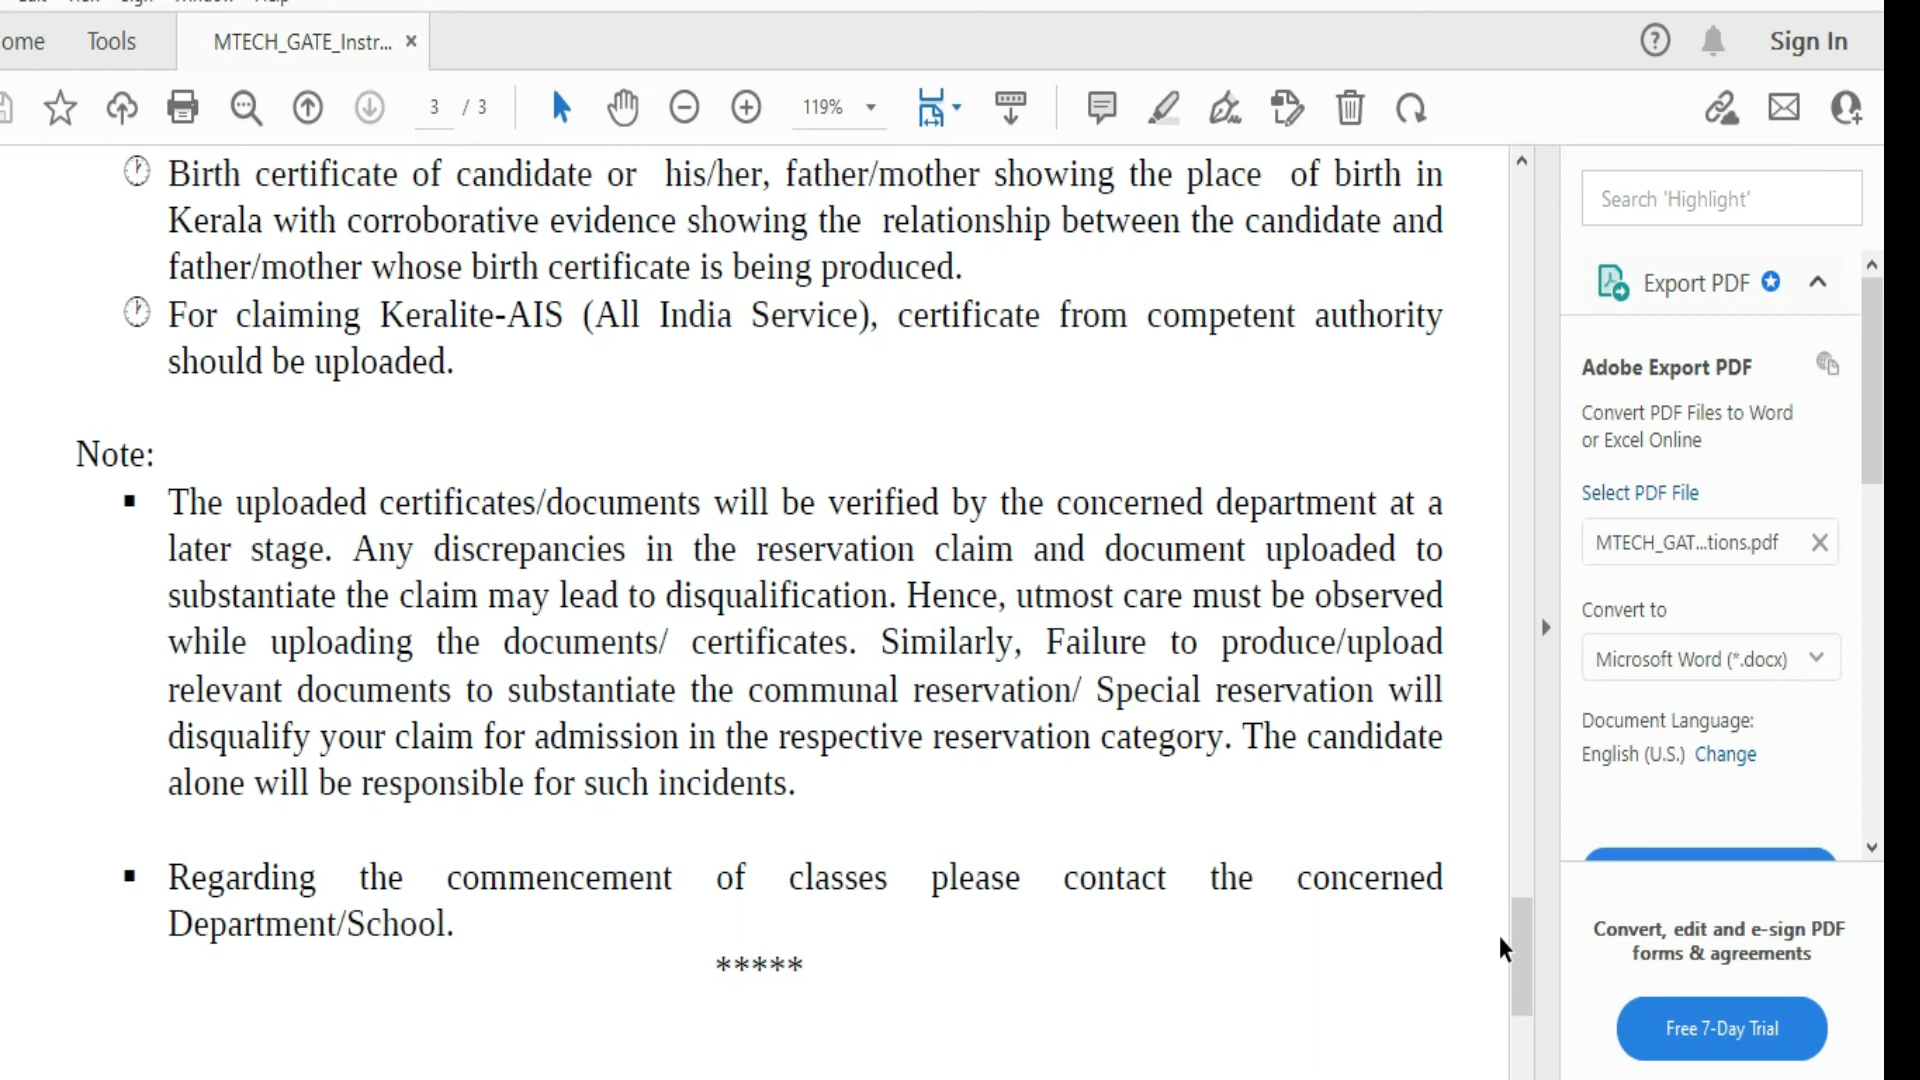 ome Tools MTECH_GATE_Instr... × Sign In
3 / 3 119%
Birth certificate of candidate or his/her, father/mother showing the place of birth in
Kerala with corroborative evidence showing the relationship between the candidate and
father/mother whose birth certificate is being produced.
For claiming Keralite-AIS (All India Service), certificate from competent authority
should be uploaded.
Note:
▪ The uploaded certificates/documents will be verified by the concerned department at a
later stage. Any discrepancies in the reservation claim and document uploaded to
substantiate the claim may lead to disqualification. Hence, utmost care must be observed
while uploading the documents/ certificates. Similarly, Failure to produce/upload
relevant documents to substantiate the communal reservation/ Special reservation will
disqualify your claim for admission in the respective reservation category. The candidate
alone will be responsible for such incidents.
▪ Regarding the commencement of classes please contact the concerned
Department/School.
*****
Search 'Highlight'
Export PDF
Adobe Export PDF
Convert PDF Files to Word
or Excel Online
Select PDF File
MTECH_GAT...tions.pdf
Convert to
Microsoft Word (*.docx)
Document Language:
English (U.S.) Change
Convert, edit and e-sign PDF
forms & agreements
Free 7-Day Trial